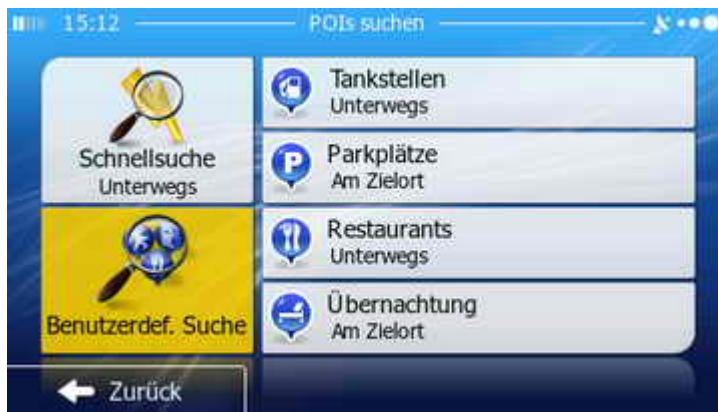 15:12 POIs suchen
Schnellsuche
Unterwegs
Benutzerdef. Suche
Tankstellen
Unterwegs
P
Parkplätze
Am Zielort
Restaurants
Unterwegs
Übernachtung
Am Zielort
Zurück